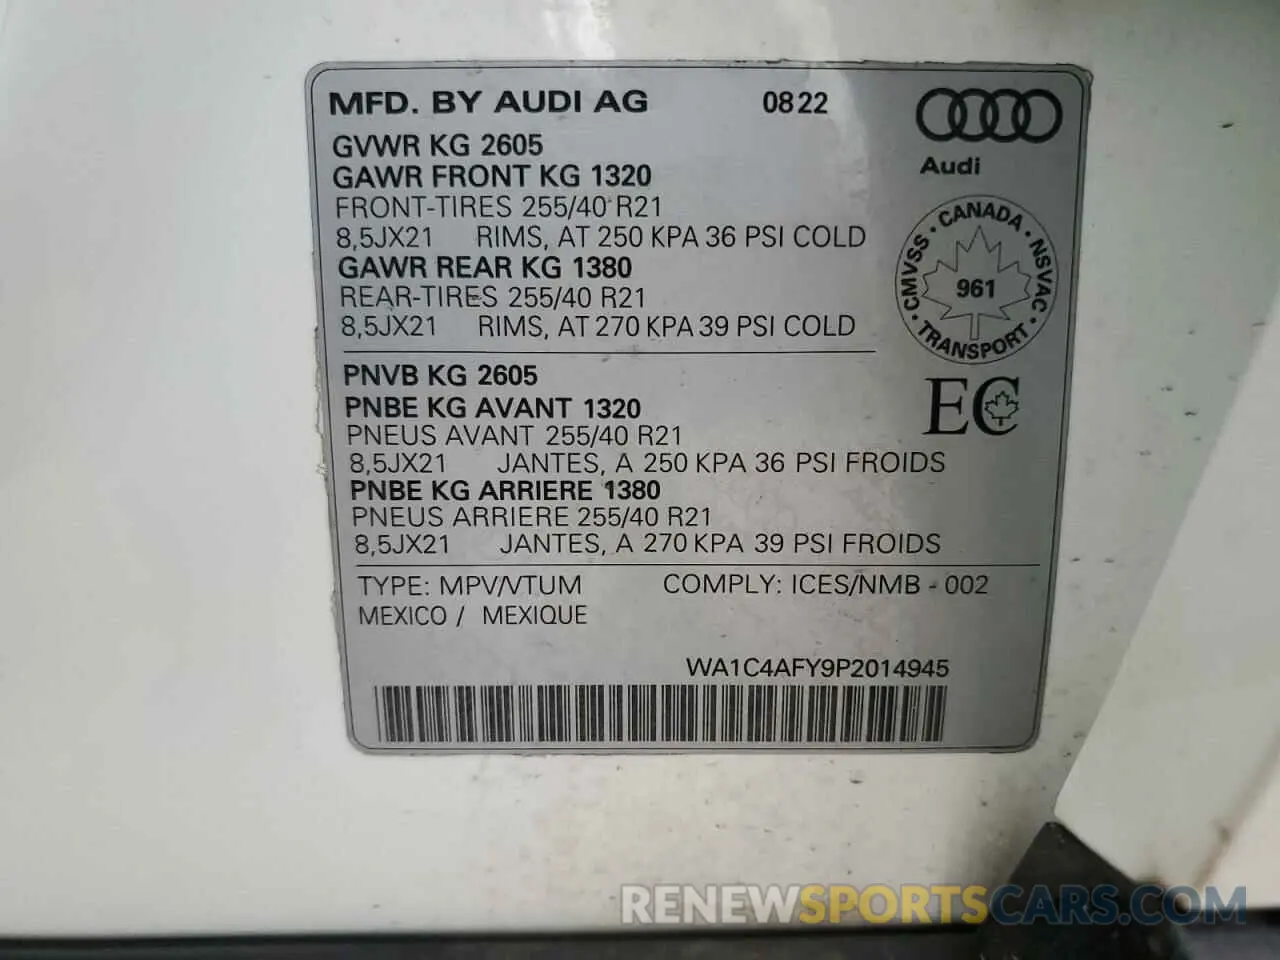 MFD. BY AUDI AG 0822
Audi
GVWR KG 2605
GAWR FRONT KG 1320
FRONT-TIRES 255/40 R21
8,5JX21 RIMS, AT 250 KPA 36 PSI COLD
GAWR REAR KG 1380
REAR-TIRES 255/40 R21
8,5JX21 RIMS, AT 270 KPA 39 PSI COLD
CMVSS · CANADA · NSVAC · TRANSPORT ·
961
EC
PNVB KG 2605
PNBE KG AVANT 1320
PNEUS AVANT 255/40 R21
8,5JX21 JANTES, A 250 KPA 36 PSI FROIDS
PNBE KG ARRIERE 1380
PNEUS ARRIERE 255/40 R21
8,5JX21 JANTES, A 270 KPA 39 PSI FROIDS
TYPE: MPV/VTUM COMPLY: ICES/NMB - 002
MEXICO / MEXIQUE
WA1C4AFY9P2014945
RENEWSPORTSCARS.COM